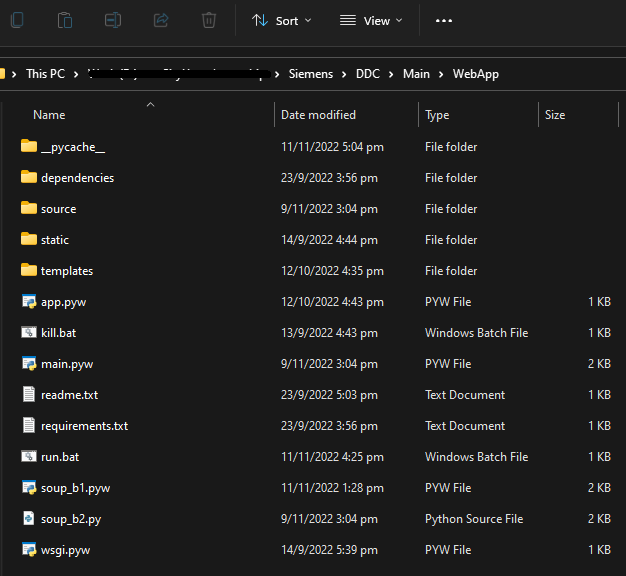 Sort View
This PC Siemens DDC Main WebApp
Name Date modified Type Size
__pycache__ 11/11/2022 5:04 pm File folder
dependencies 23/9/2022 3:56 pm File folder
source 9/11/2022 3:04 pm File folder
static 14/9/2022 4:44 pm File folder
templates 12/10/2022 4:35 pm File folder
app.pyw 12/10/2022 4:43 pm PYW File 1 KB
kill.bat 13/9/2022 4:43 pm Windows Batch File 1 KB
main.pyw 9/11/2022 3:04 pm PYW File 2 KB
readme.txt 23/9/2022 5:03 pm Text Document 1 KB
requirements.txt 23/9/2022 3:56 pm Text Document 1 KB
run.bat 11/11/2022 4:25 pm Windows Batch File 1 KB
soup_b1.pyw 11/11/2022 1:28 pm PYW File 2 KB
soup_b2.py 9/11/2022 3:04 pm Python Source File 2 KB
wsgi.pyw 14/9/2022 5:39 pm PYW File 1 KB